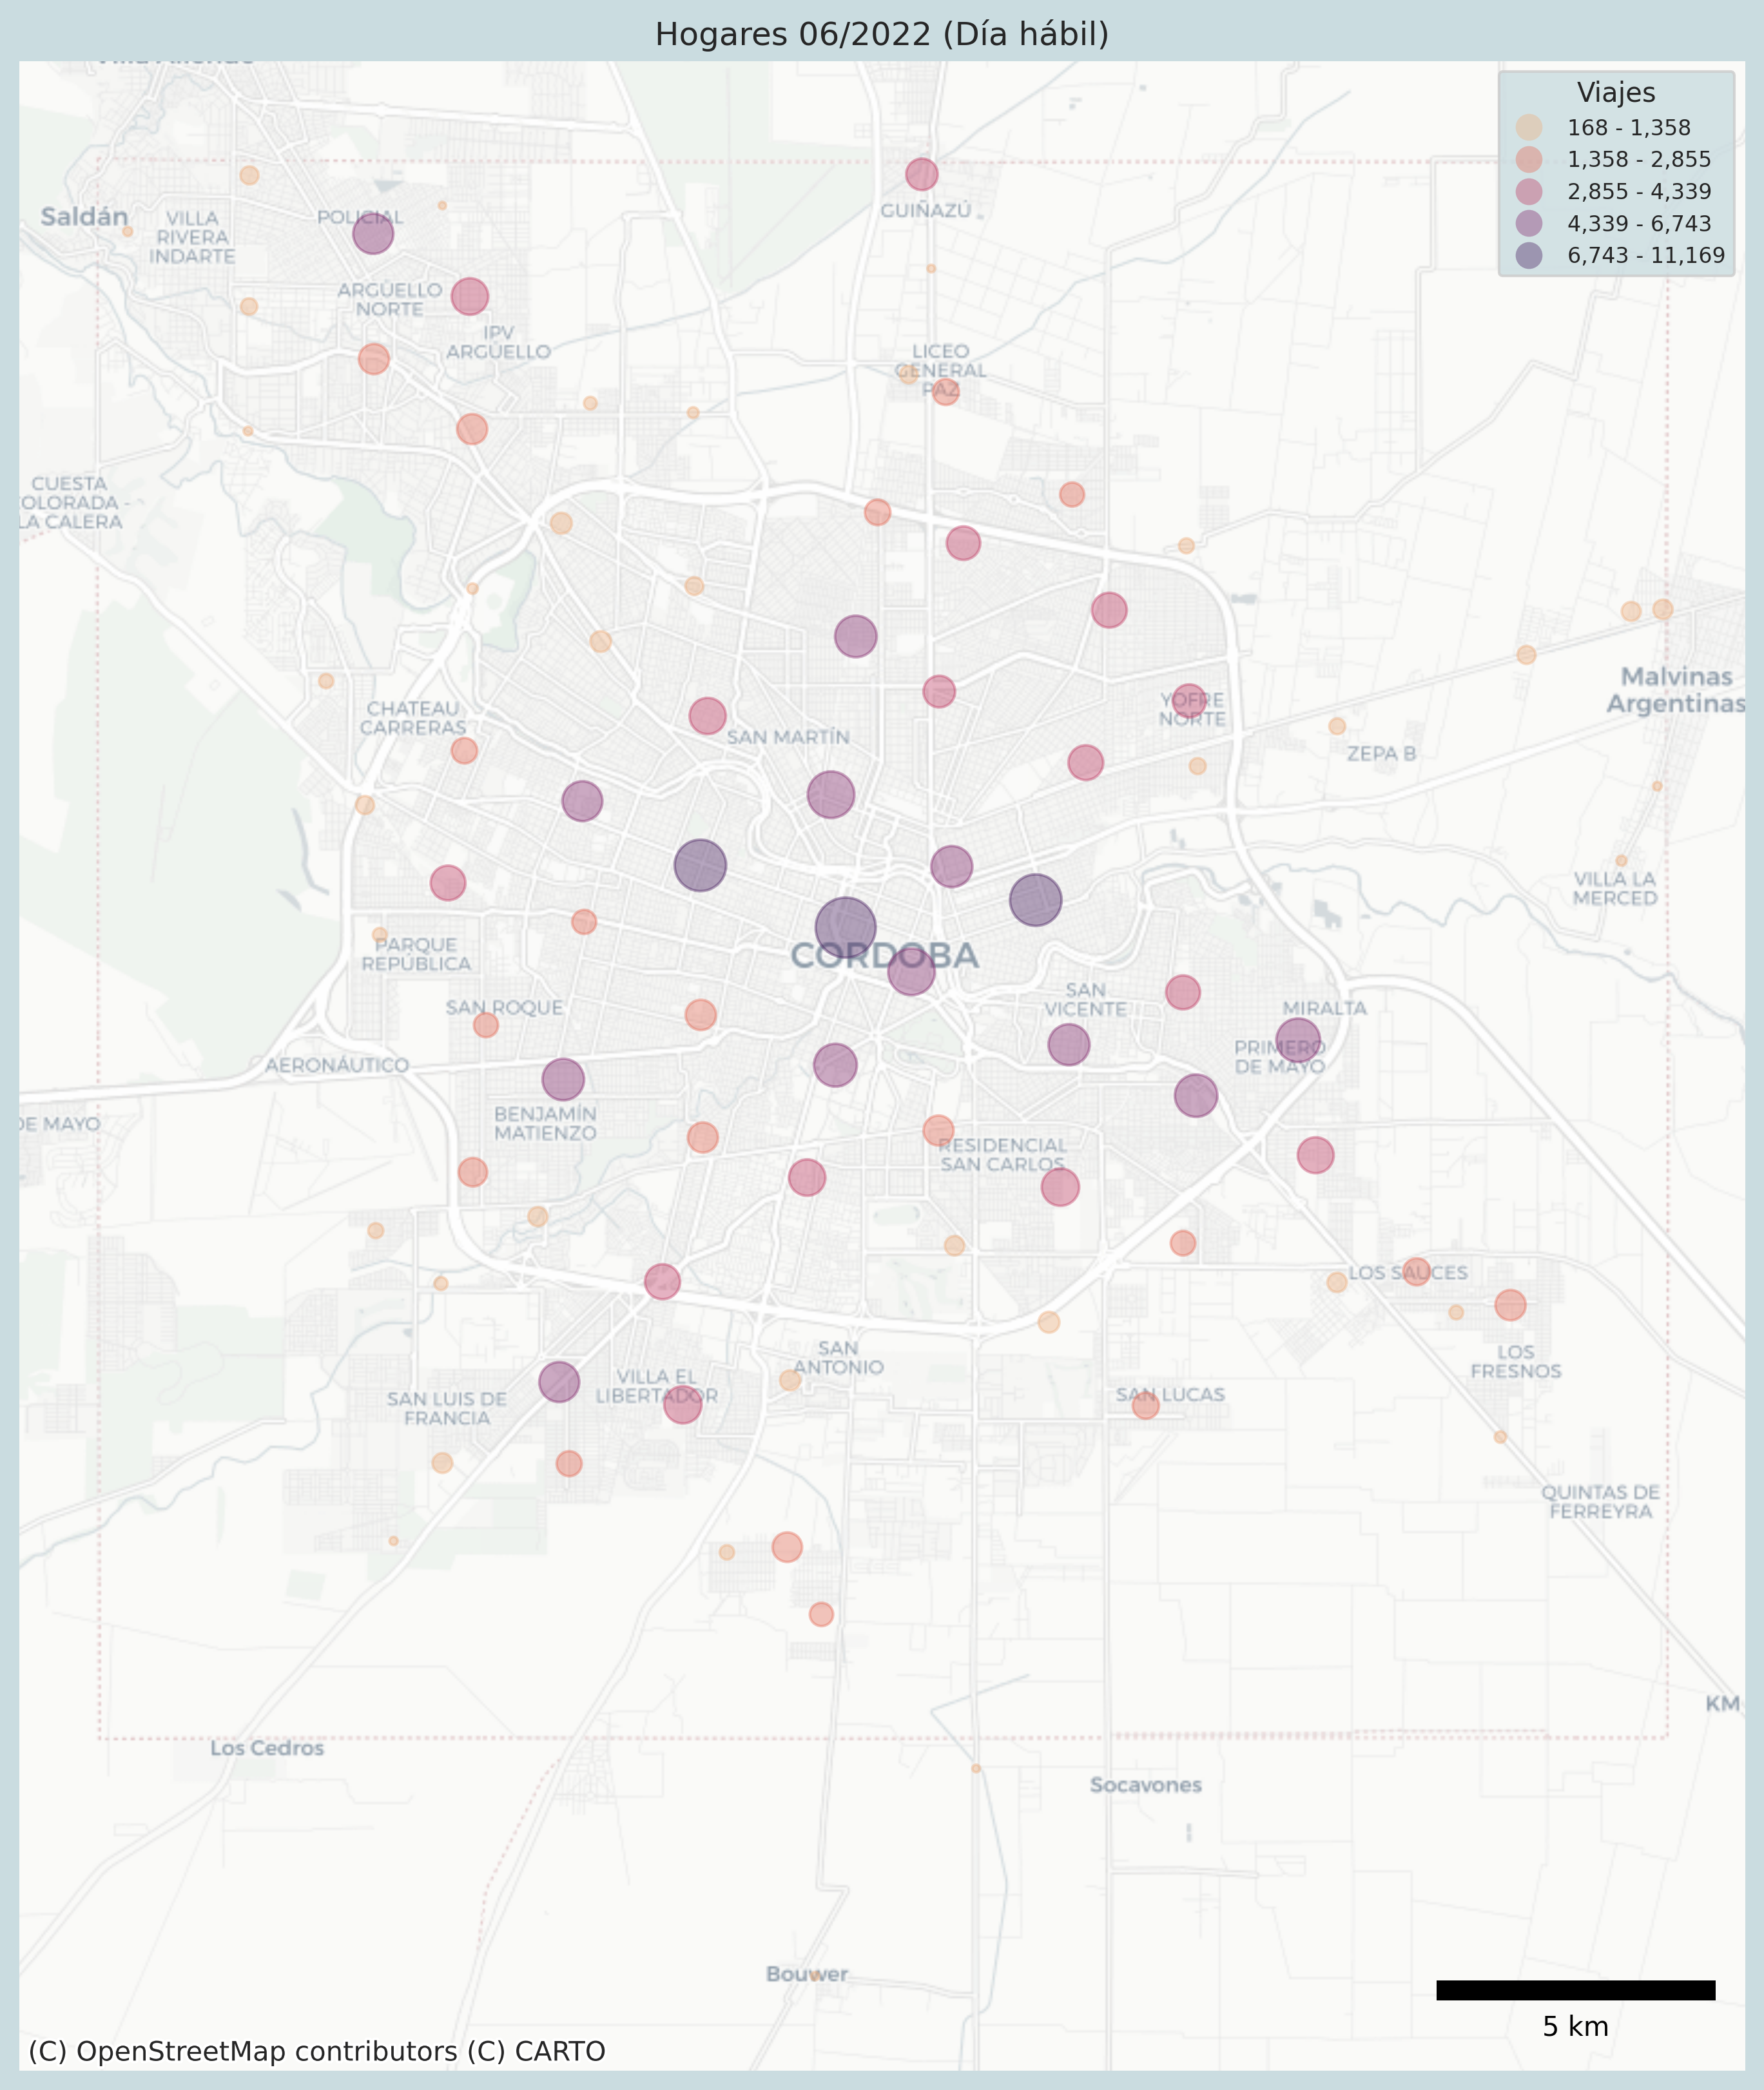 Hogares 06/2022 (Día hábil)
Viajes
168 - 1,358
1,358 - 2,855
2,855 - 4,339
4,339 - 6,743
6,743 - 11,169
Saldán
VILLA
RIVERA
INDARTE
POLICIAL
GUIÑAZÚ
ARGÜELLO
NORTE
IPV
ARGÜELLO
LICEO
GENERAL
PAZ
CUESTA
OLORADA -
LA CALERA
CHATEAU
CARRERAS
SAN MARTÍN
YOFRE
NORTE
Malvinas
Argentinas
ZEPA B
VILLA LA
MERCED
PARQUE
REPÚBLICA
CORDOBA
SAN ROQUE
SAN
VICENTE
MIRALTA
AERONÁUTICO
PRIMERO
DE MAYO
DE MAYO
BENJAMÍN
MATIENZO
RESIDENCIAL
SAN CARLOS
LOS SAUCES
SAN
ANTONIO
LOS
FRESNOS
VILLA EL
LIBERTADOR
SAN LUIS DE
FRANCIA
SAN LUCAS
QUINTAS DE
FERREYRA
KM
Los Cedros
Socavones
Bouwer
5 km
(C) OpenStreetMap contributors (C) CARTO